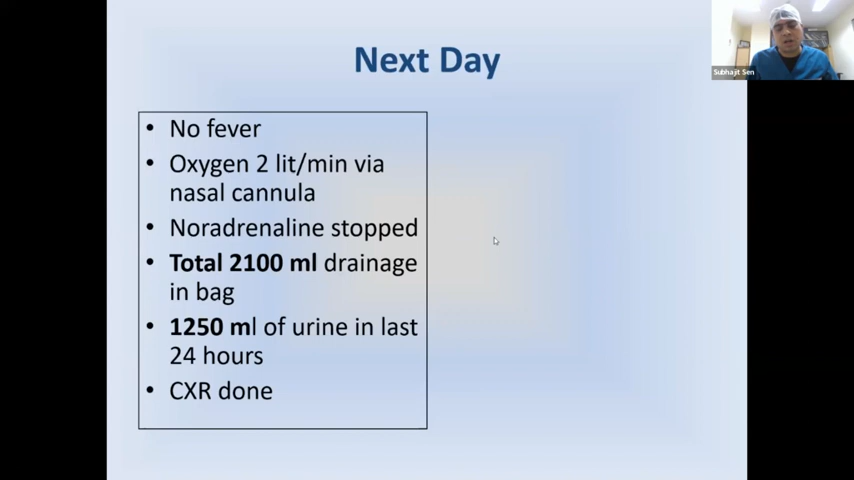 Next Day
• No fever
• Oxygen 2 lit/min via
nasal cannula
• Noradrenaline stopped
• Total 2100 ml drainage
in bag
• 1250 ml of urine in last
24 hours
• CXR done
Subhajit Sen